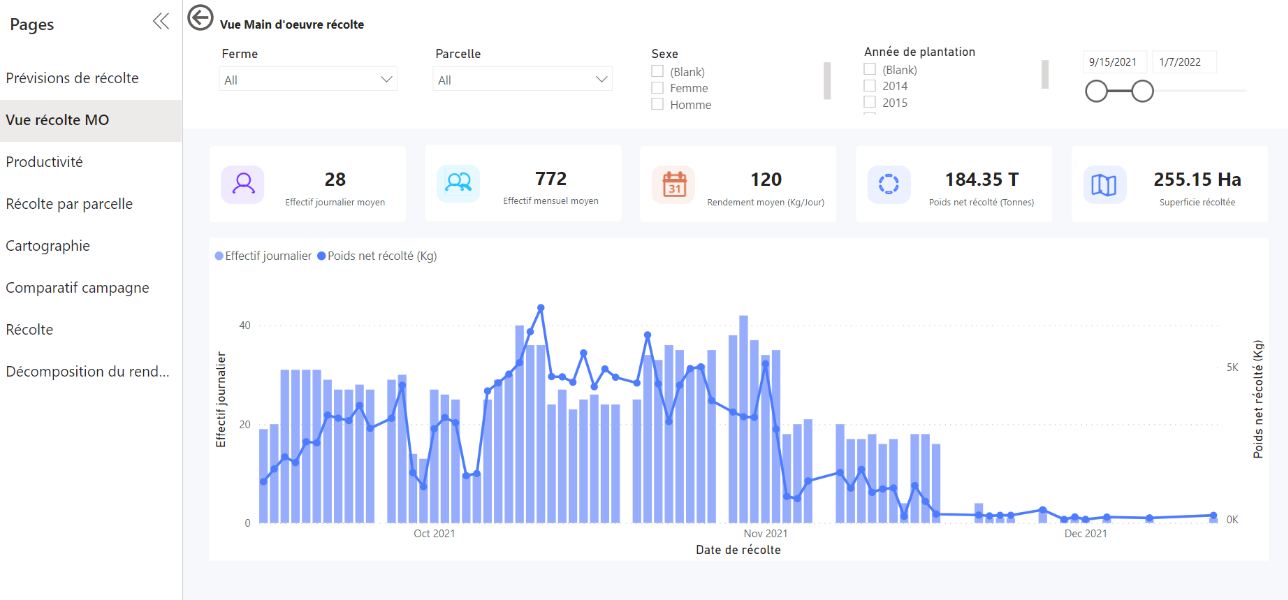 Pages
Prévisions de récolte
Vue récolte MO
Productivité
Récolte par parcelle
Cartographie
Comparatif campagne
Récolte
Décomposition du rend...
Vue Main d'oeuvre récolte
Ferme
All
Parcelle
All
Sexe
(Blank)
Femme
Homme
Année de plantation
(Blank)
2014
2015
9/15/2021 1/7/2022
28
Effectif journalier moyen
772
Effectif mensuel moyen
31
120
Rendement moyen (Kg/Jour)
184.35 T
Poids net récolté (Tonnes)
255.15 Ha
Superficie récoltée
Effectif journalier Poids net récolté (Kg)
Effectif journalier
40
20
0
5K
0K
Poids net récolté (Kg)
Oct 2021 Nov 2021 Dec 2021
Date de récolte